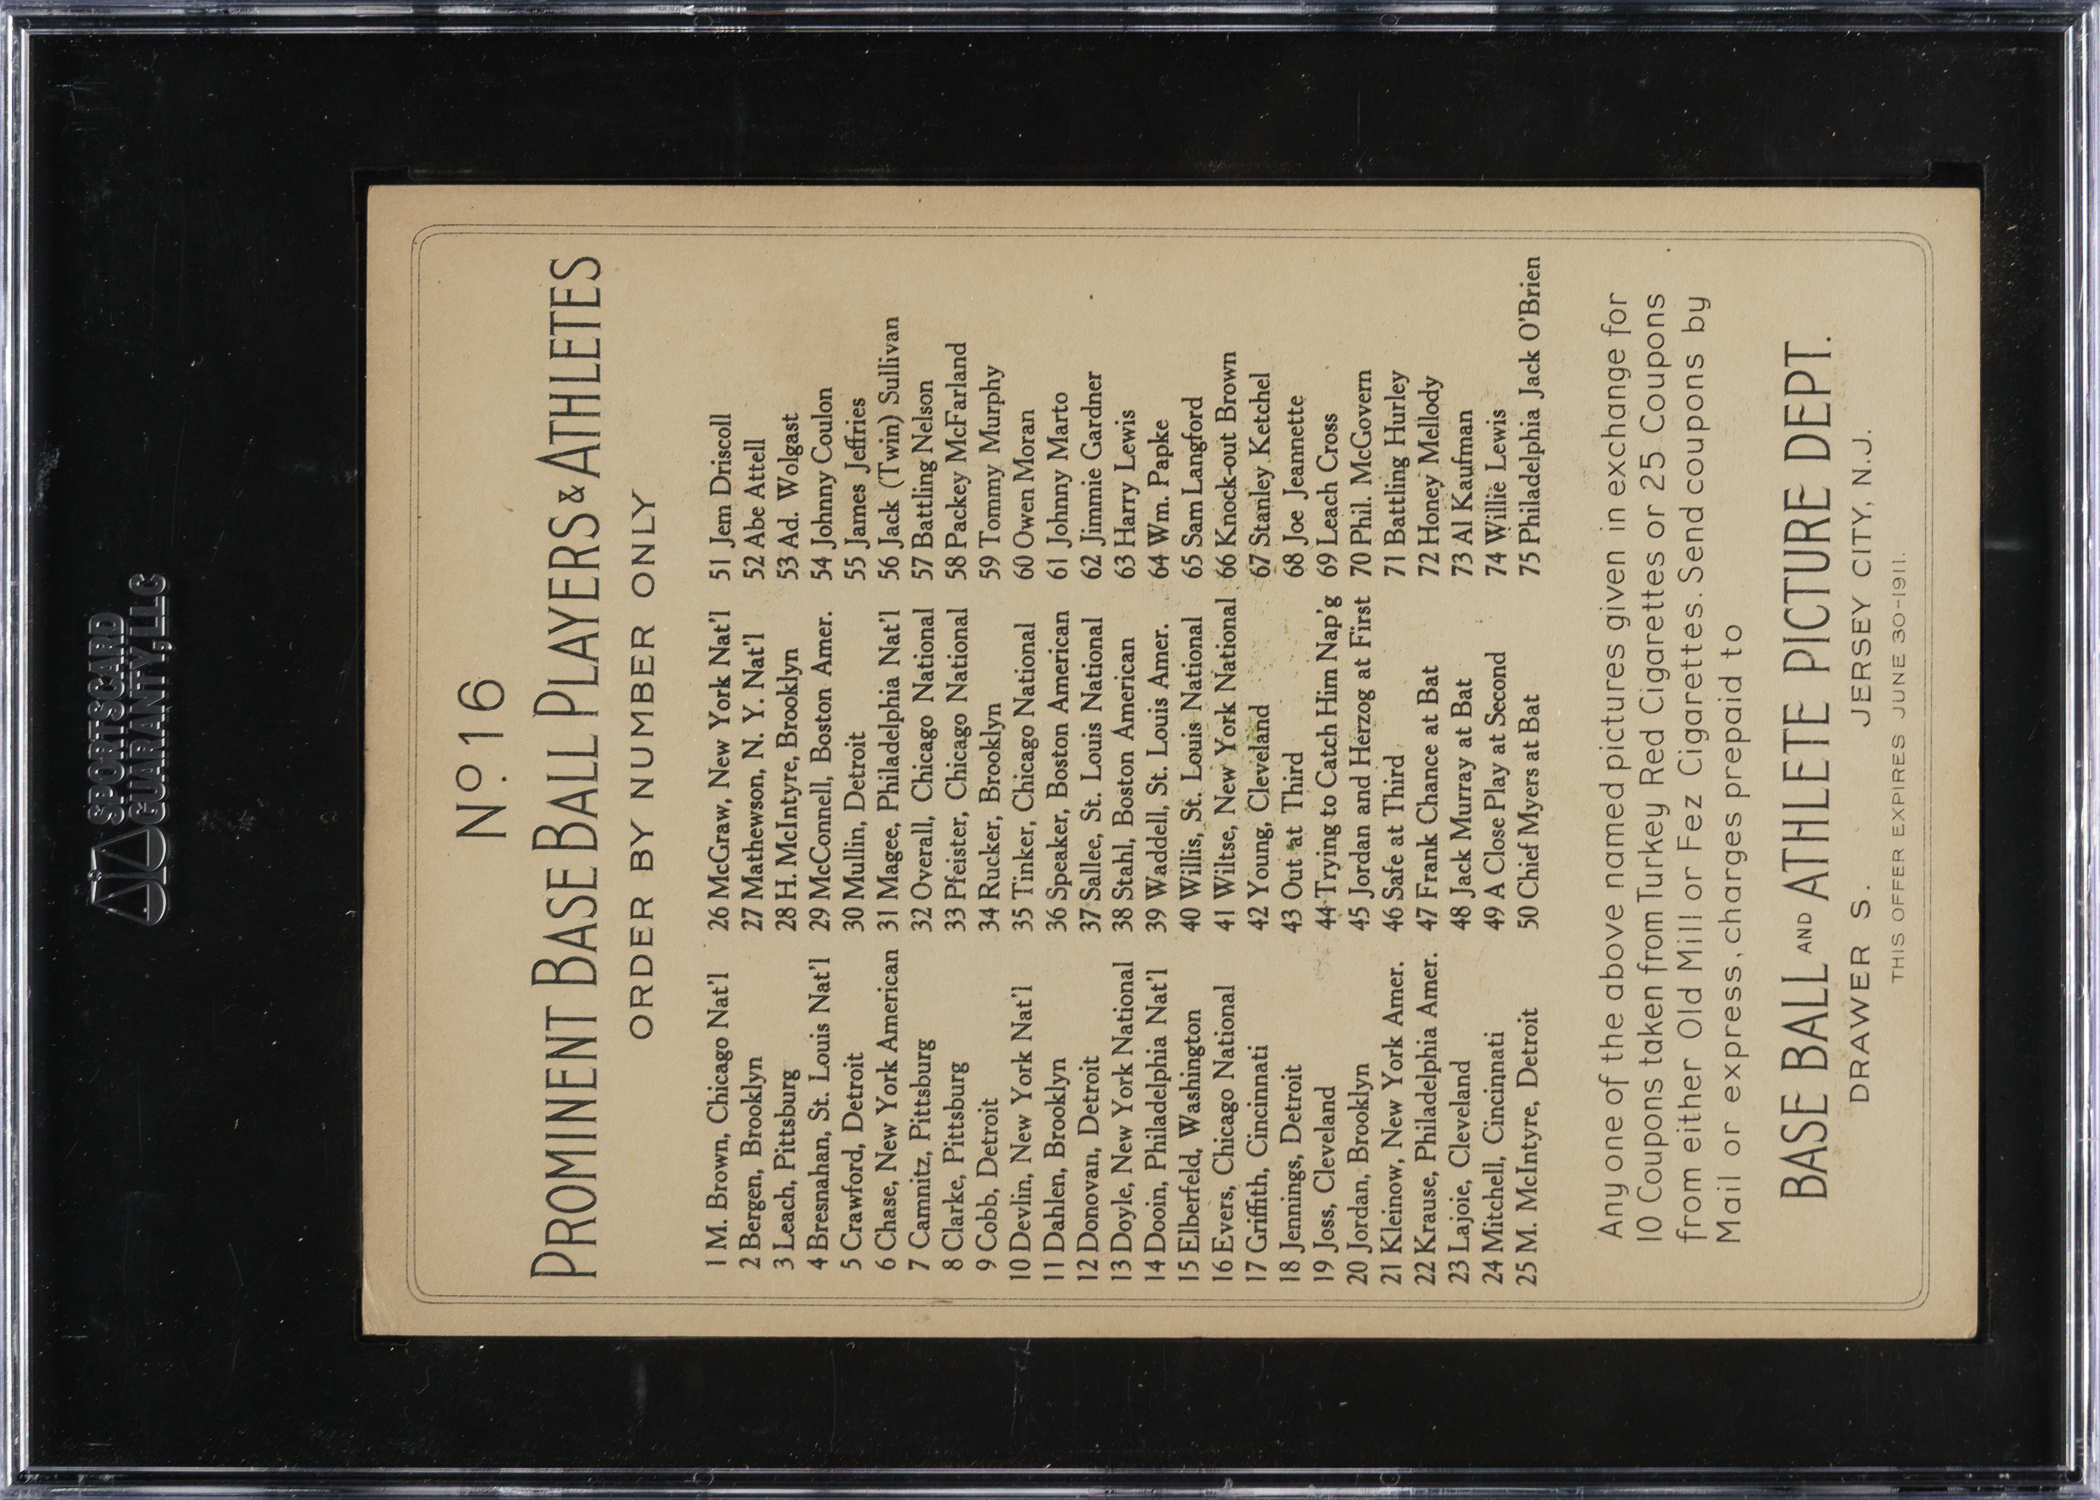 SPORTSCARD
GUARANTY, LLC
No. 16
PROMINENT BASE BALL PLAYERS & ATHLETES
ORDER BY NUMBER ONLY
1 M. Brown, Chicago Nat'l
2 Bergen, Brooklyn
3 Leach, Pittsburg
4 Bresnahan, St. Louis Nat'l
5 Crawford, Detroit
6 Chase, New York American
7 Camnitz, Pittsburg
8 Clarke, Pittsburg
9 Cobb, Detroit
10 Devlin, New York Nat'l
11 Dahlen, Brooklyn
12 Donovan, Detroit
13 Doyle, New York National
14 Dooin, Philadelphia Nat'l
15 Elberfeld, Washington
16 Evers, Chicago National
17 Griffith, Cincinnati
18 Jennings, Detroit
19 Joss, Cleveland
20 Jordan, Brooklyn
21 Kleinow, New York Amer.
22 Krause, Philadelphia Amer.
23 Lajoie, Cleveland
24 Mitchell, Cincinnati
25 M. McIntyre, Detroit
26 McGraw, New York Nat'l
27 Mathewson, N. Y. Nat'l
28 H. McIntyre, Brooklyn
29 McConnell, Boston Amer.
30 Mullin, Detroit
31 Magee, Philadelphia Nat'l
32 Overall, Chicago National
33 Pfeister, Chicago National
34 Rucker, Brooklyn
35 Tinker, Chicago National
36 Speaker, Boston American
37 Sallee, St. Louis National
38 Stahl, Boston American
39 Waddell, St. Louis Amer.
40 Willis, St. Louis National
41 Wiltse, New York National
42 Young, Cleveland
43 Out at Third
44 Trying to Catch Him Nap'g
45 Jordan and Herzog at First
46 Safe at Third
47 Frank Chance at Bat
48 Jack Murray at Bat
49 A Close Play at Second
50 Chief Myers at Bat
51 Jem Driscoll
52 Abe Attell
53 Ad. Wolgast
54 Johnny Coulon
55 James Jeffries
56 Jack (Twin) Sullivan
57 Battling Nelson
58 Packey McFarland
59 Tommy Murphy
60 Owen Moran
61 Johnny Marto
62 Jimmie Gardner
63 Harry Lewis
64 Wm. Papke
65 Sam Langford
66 Knock-out Brown
67 Stanley Ketchel
68 Joe Jeannette
69 Leach Cross
70 Phil. McGovern
71 Battling Hurley
72 Honey Mellody
73 Al Kaufman
74 Willie Lewis
75 Philadelphia Jack O'Brien
Any one of the above named pictures given in exchange for
10 Coupons taken from Turkey Red Cigarettes or 25 Coupons
from either Old Mill or Fez Cigarettes. Send coupons by
Mail or express, charges prepaid to
BASE BALL AND ATHLETE PICTURE DEPT.
DRAWER S. JERSEY CITY, N.J.
THIS OFFER EXPIRES JUNE 30-1911.